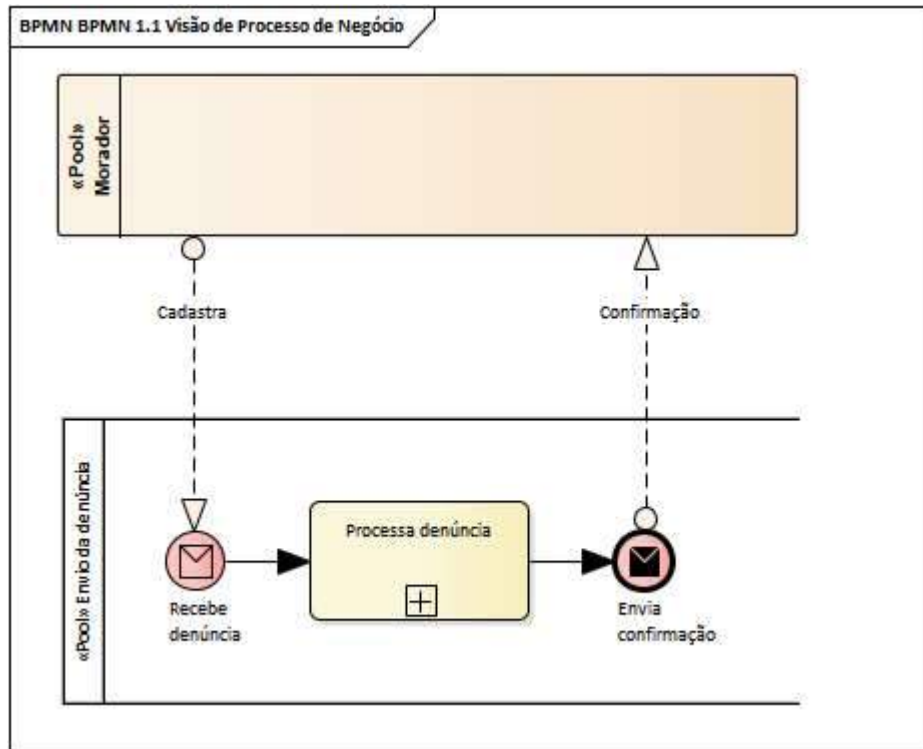 BPMN BPMN 1.1 Visão de Processo de Negócio
«Pool»
Morador
Cadastra
Confirmação
«Pool» Envio da denúncia
Processa denúncia
Recebe
denúncia
Envia
confirmação